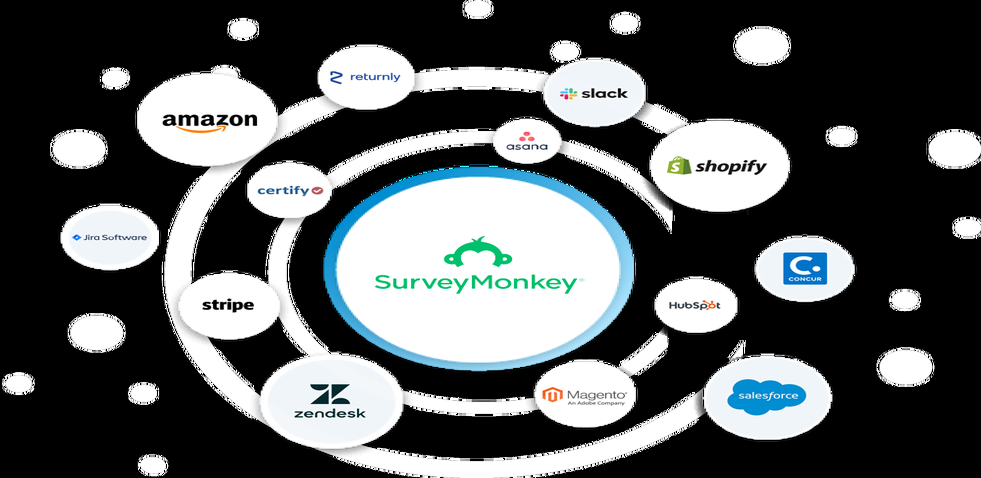 returnly
slack
amazon
asana
shopify
certify
Jira Software
SurveyMonkey®
C.
CONCUR
stripe
HubSpot
zendesk
Magento®
An Adobe Company
salesforce